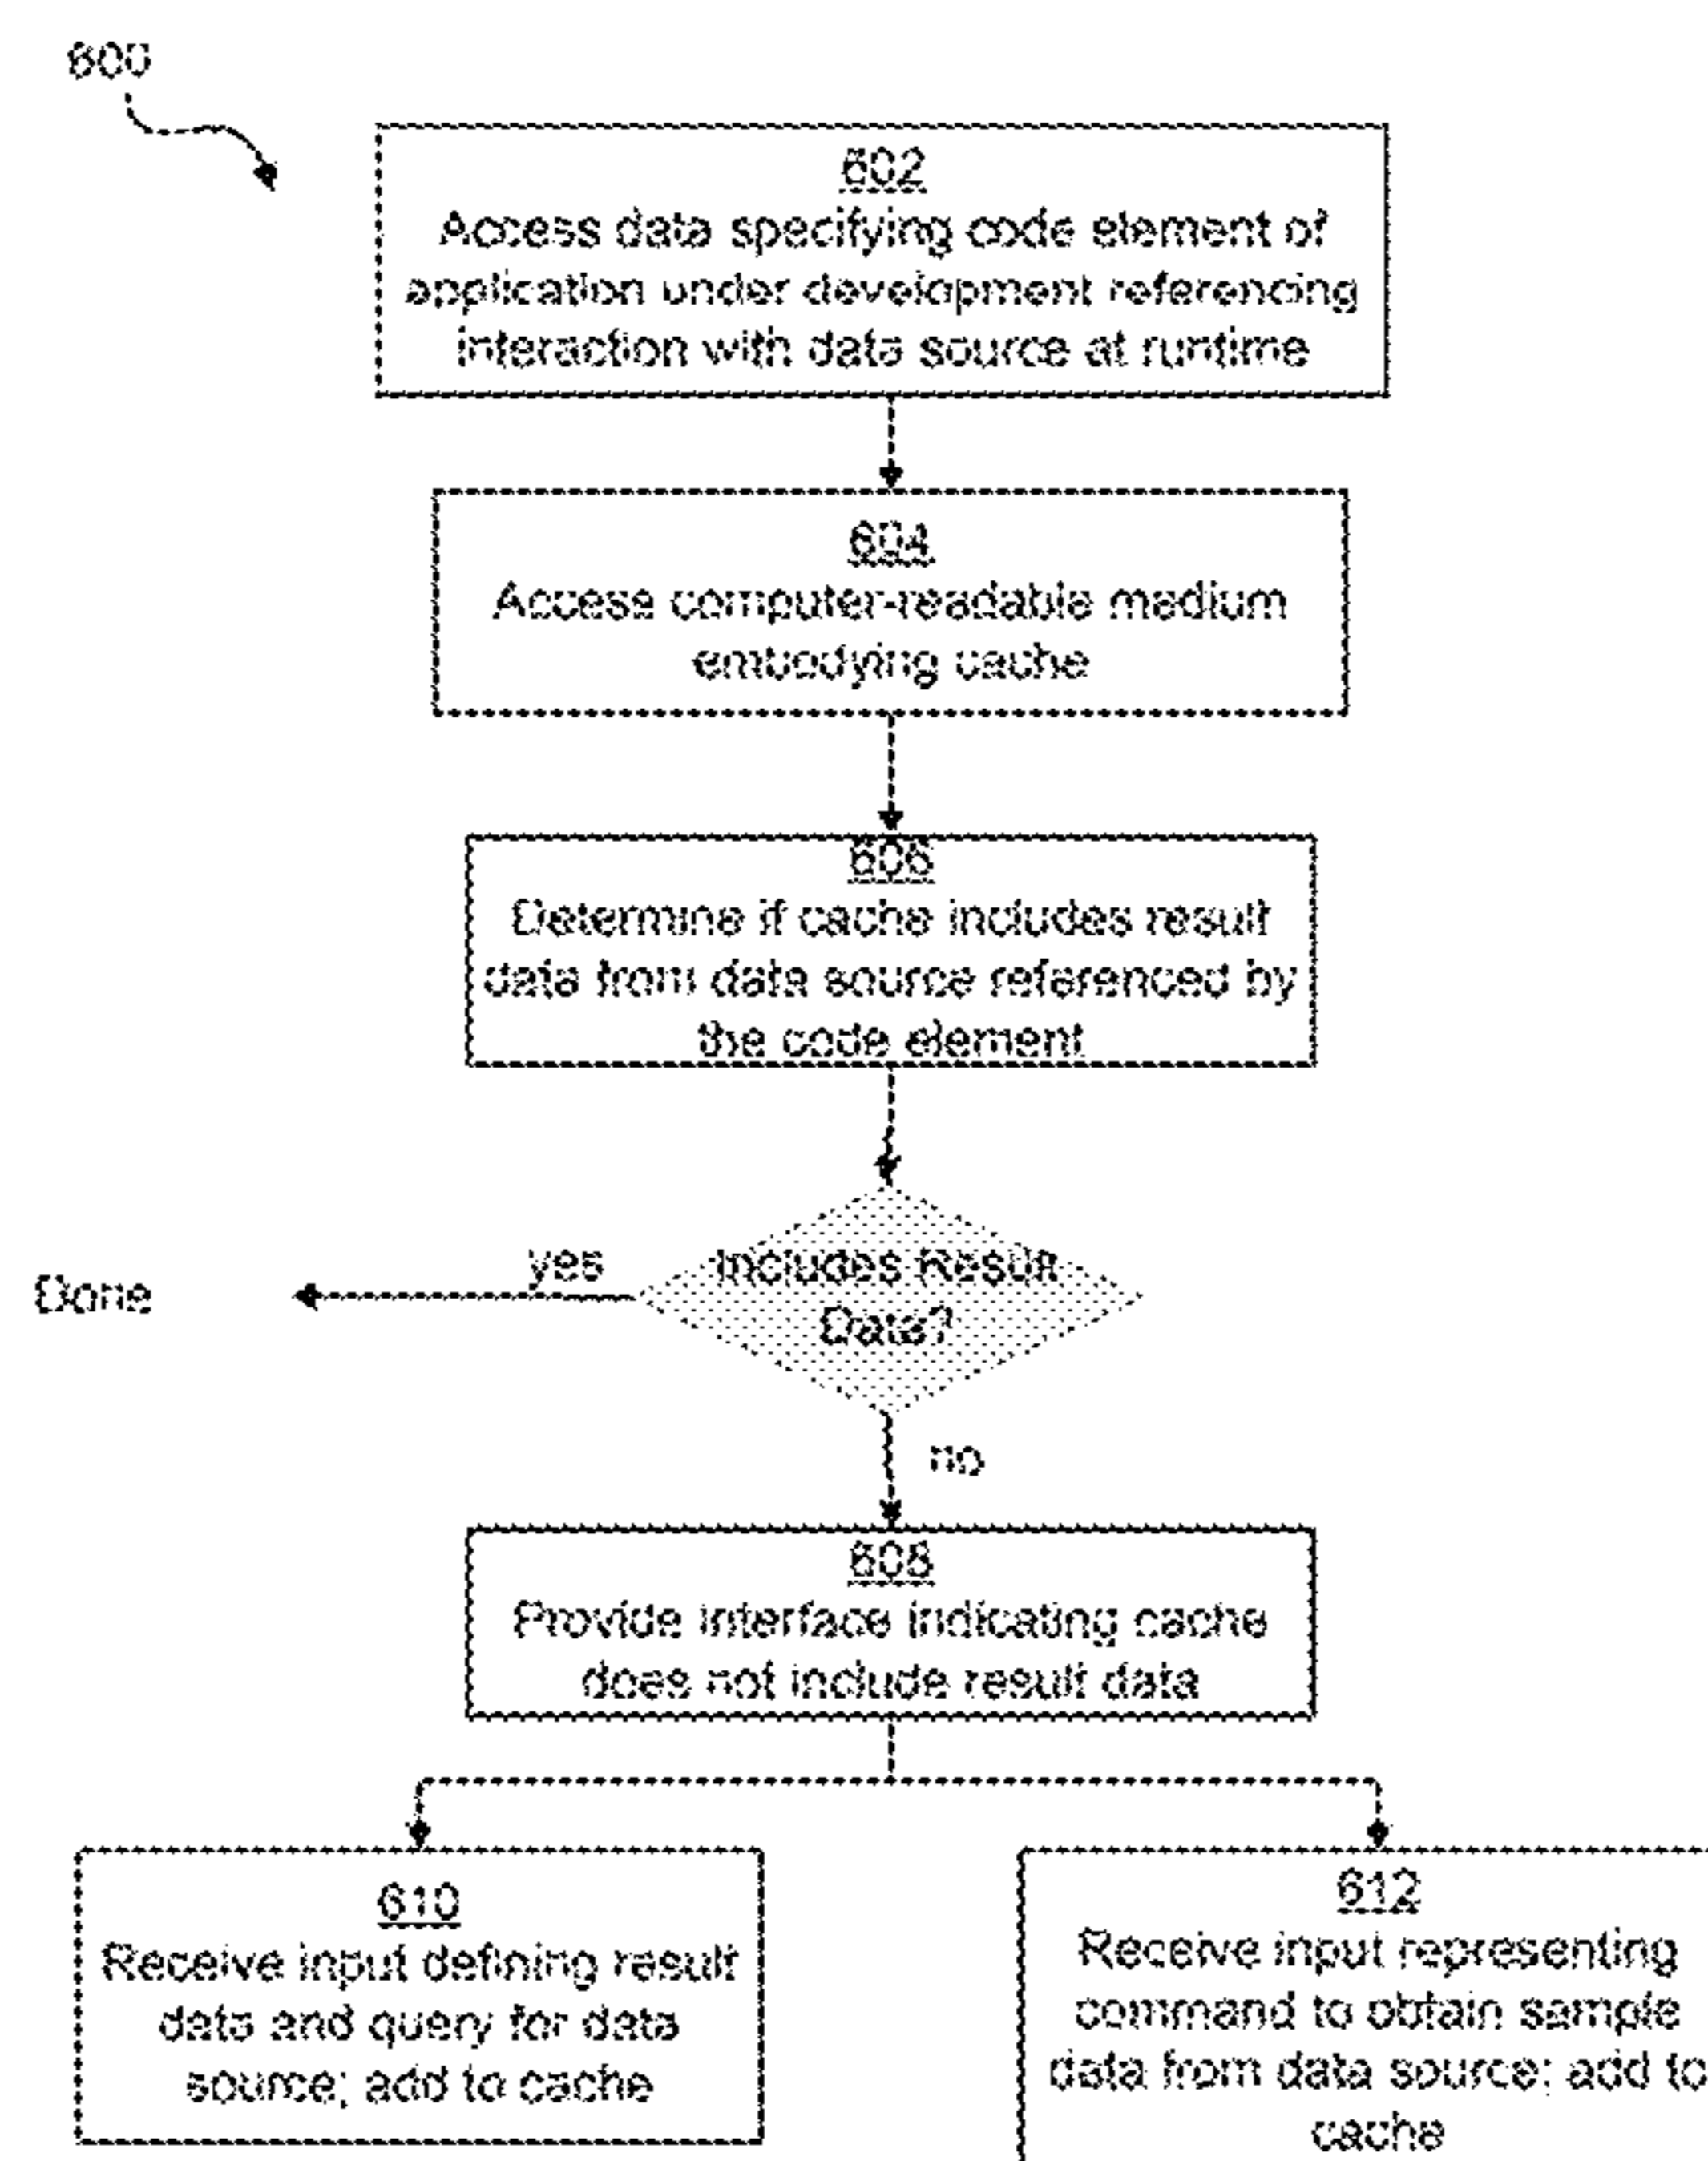 600
602
Access data specifying code element of
application under development referencing
interaction with data source at runtime
604
Access computer-readable medium
embodying cache
606
Determine if cache includes result
data from data source referenced by
the code element
Includes Result
Data?
yes
Done
no
608
Provide interface indicating cache
does not include result data
610
Receive input defining result
data and query for data
source; add to cache
612
Receive input representing
command to obtain sample
data from data source; add to
cache